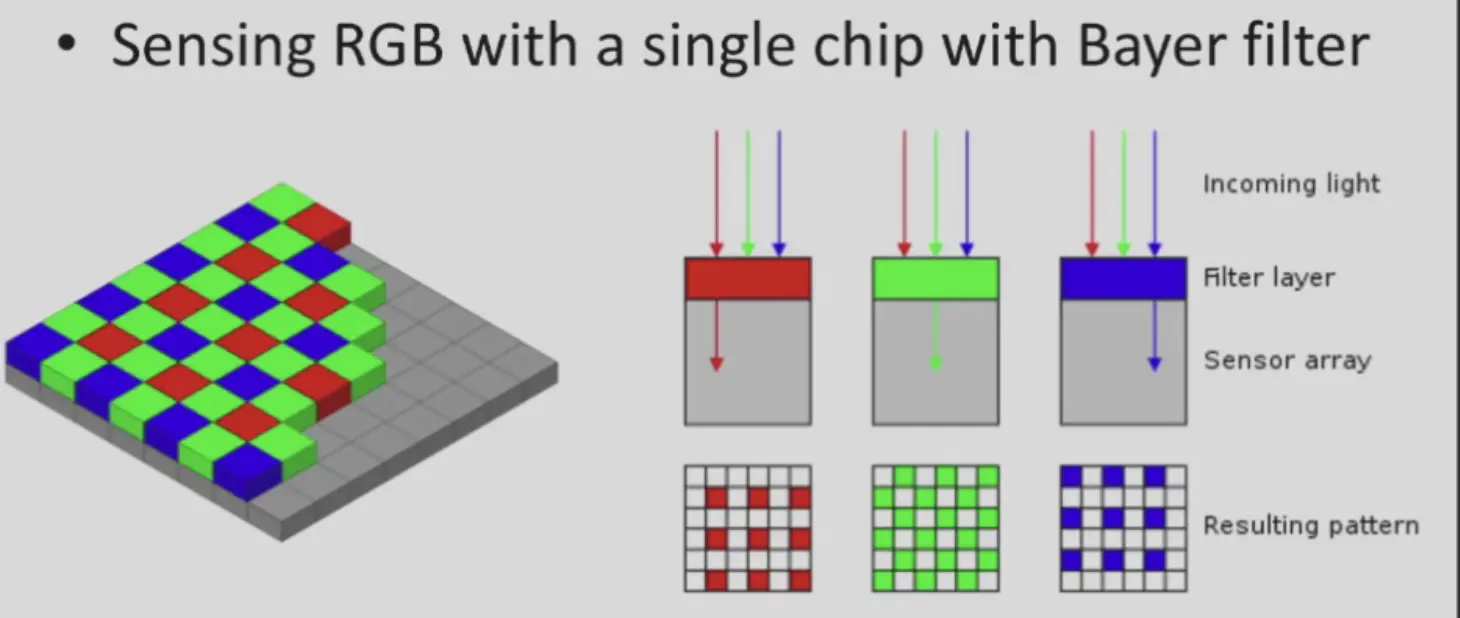 • Sensing RGB with a single chip with Bayer filter
Incoming light
Filter layer
Sensor array
Resulting pattern